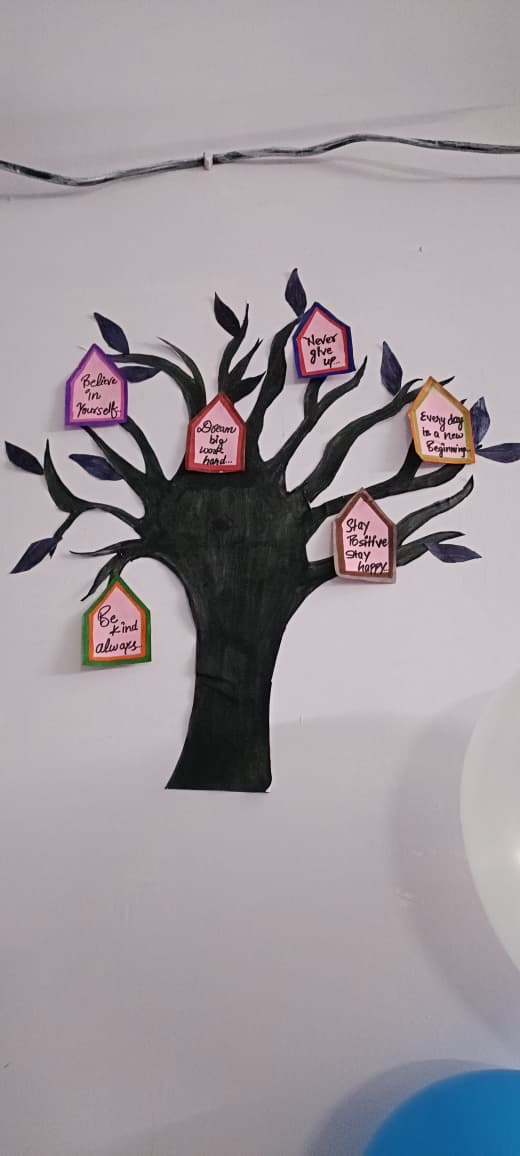 Never
give
up..
Believe
in
Yourself.
Dream
big
work
hard...
Every day
is a new
Beginning...
Stay
Positive
Stay
happy..
Be
kind
always..